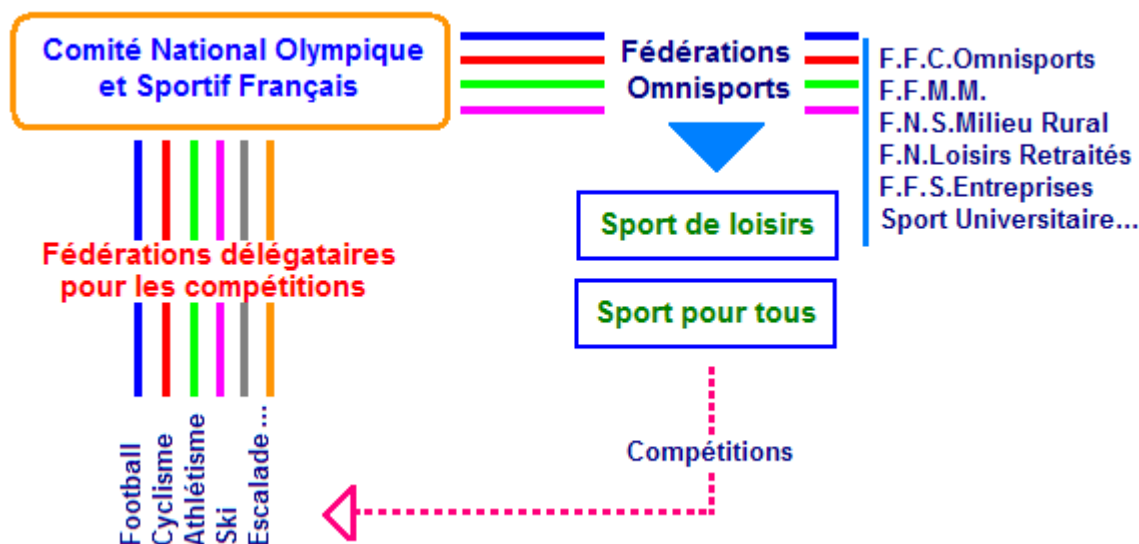 Comité National Olympique
et Sportif Français
Fédérations
Omnisports
F.F.C.Omnisports
F.F.M.M.
F.N.S.Milieu Rural
F.N.Loisirs Retraités
F.F.S.Entreprises
Sport Universitaire...
Sport de loisirs
Sport pour tous
Fédérations délégataires
pour les compétitions
Compétitions
Football
Cyclisme
Athlétisme
Ski
Escalade ...